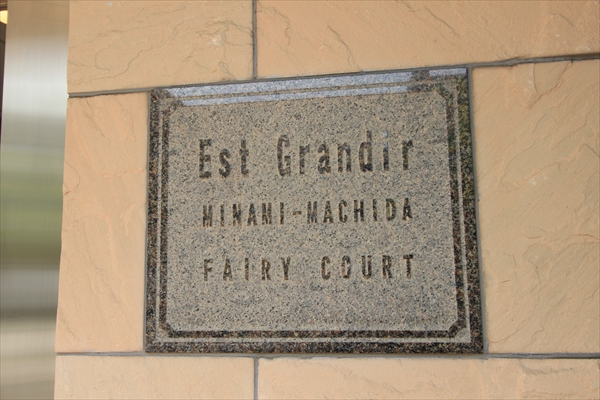 Est Grandir
MINAMI-MACHIDA
FAIRY COURT